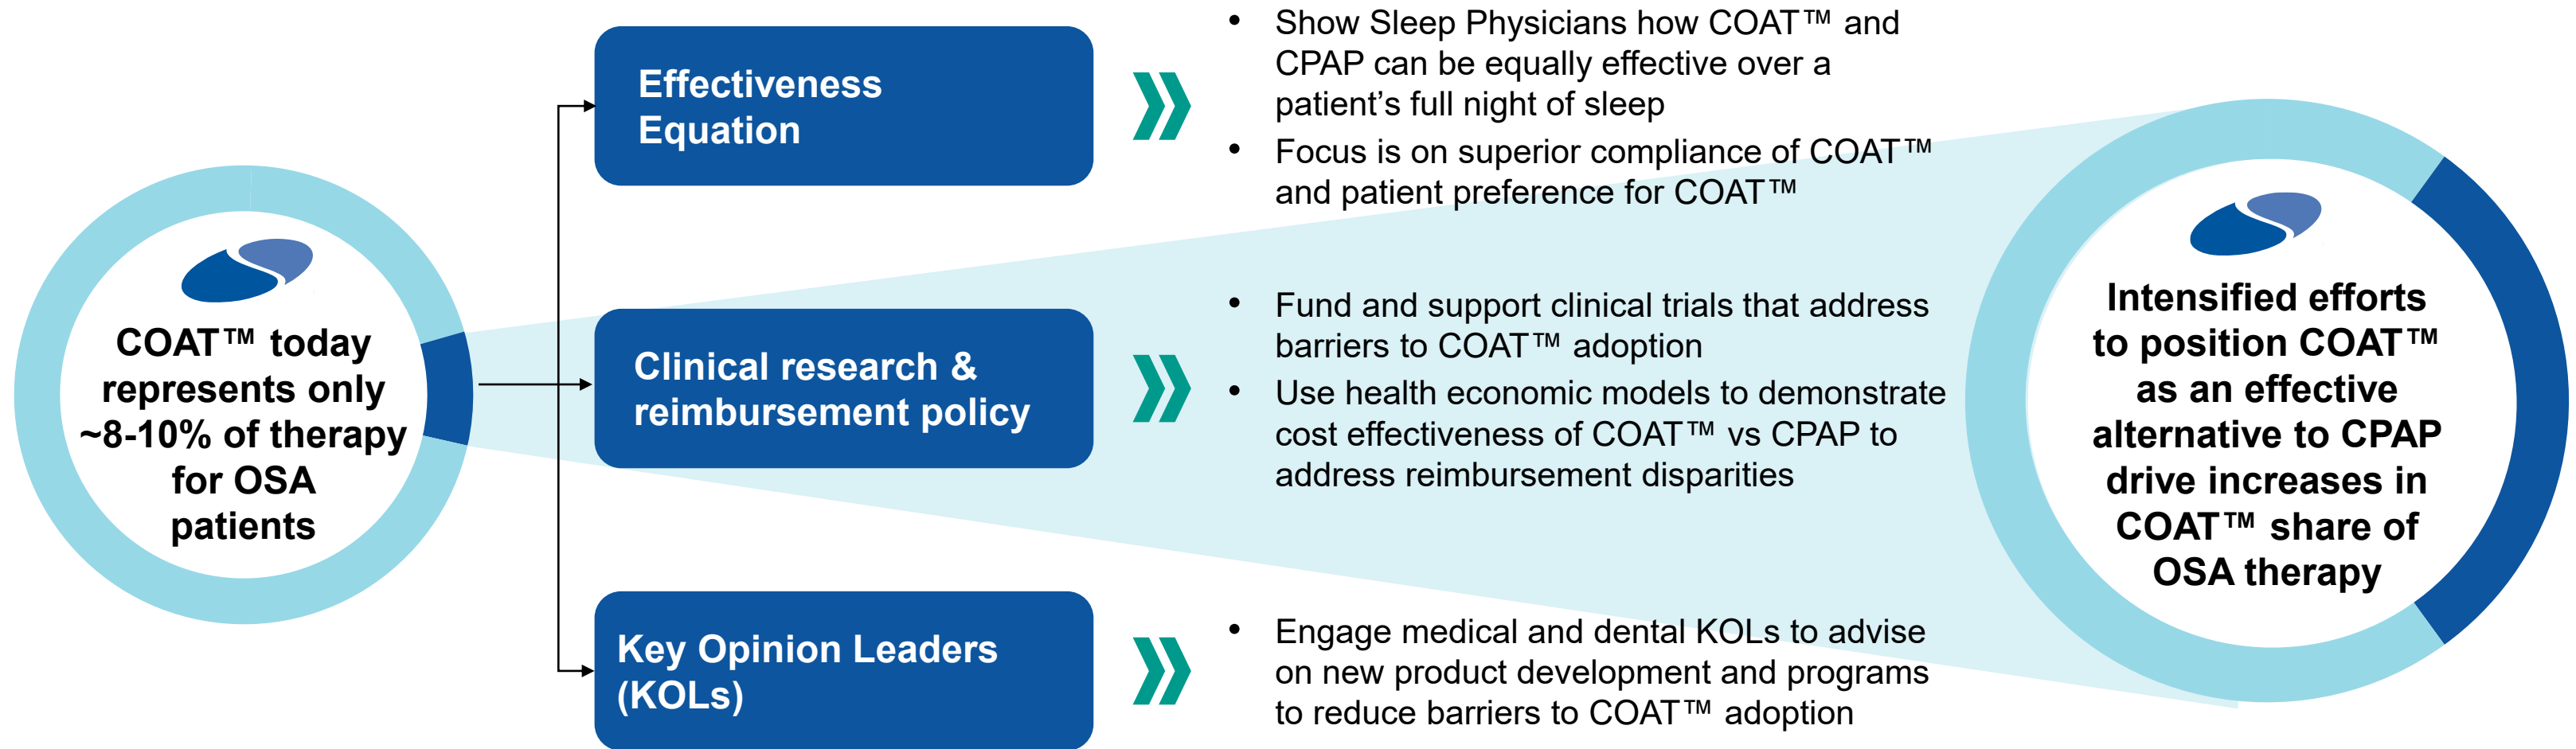 COAT™ today
represents only
~8-10% of therapy
for OSA
patients
Effectiveness
Equation
• Show Sleep Physicians how COAT™ and
CPAP can be equally effective over a
patient’s full night of sleep
• Focus is on superior compliance of COAT™
and patient preference for COAT™
Clinical research &
reimbursement policy
• Fund and support clinical trials that address
barriers to COAT™ adoption
• Use health economic models to demonstrate
cost effectiveness of COAT™ vs CPAP to
address reimbursement disparities
Key Opinion Leaders
(KOLs)
• Engage medical and dental KOLs to advise
on new product development and programs
to reduce barriers to COAT™ adoption
Intensified efforts
to position COAT™
as an effective
alternative to CPAP
drive increases in
COAT™ share of
OSA therapy